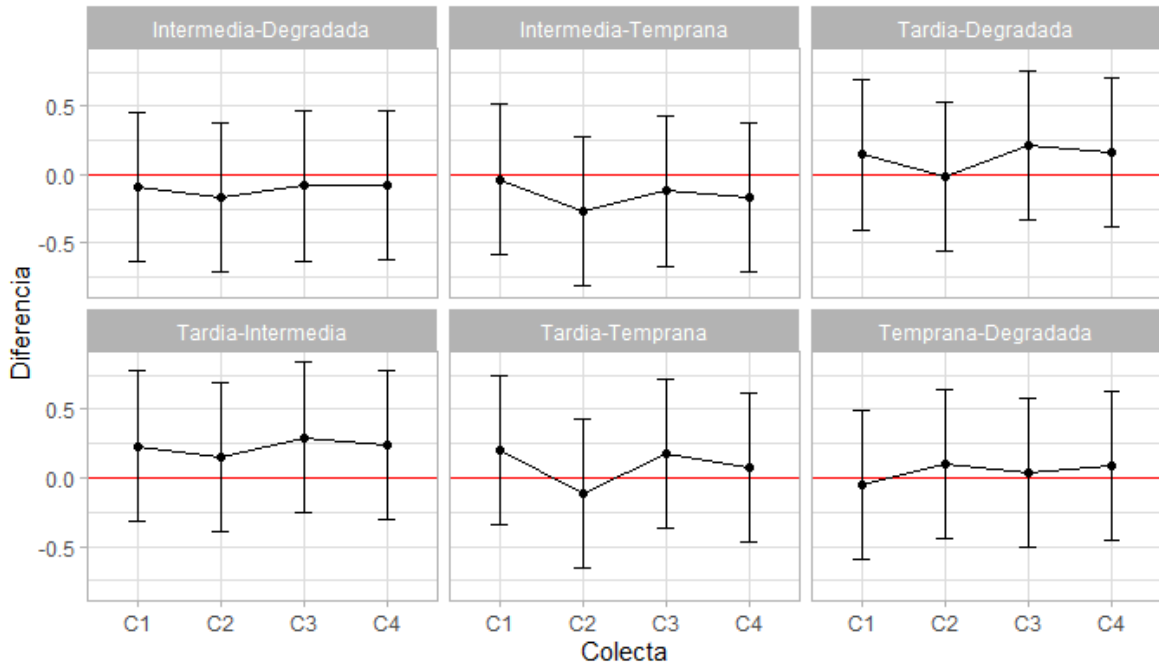 Intermedia-Degradada
Intermedia-Temprana
Tardia-Degradada
0.5
0.0
-0.5
Diferencia
Tardia-Intermedia
Tardia-Temprana
Temprana-Degradada
0.5
0.0
-0.5
C1 C2 C3 C4
C1 C2 C3 C4
C1 C2 C3 C4
Colecta